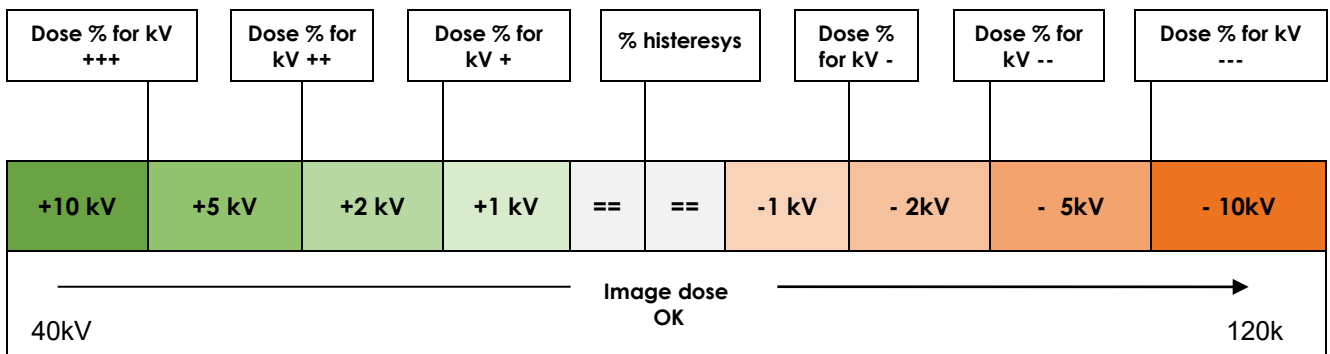 Dose % for kV
+++
Dose % for
kV ++
Dose % for
kV +
% histeresys
Dose %
for kV -
Dose % for
kV --
Dose % for kV
---
+10 kV
+5 kV
+2 kV
+1 kV
==
==
-1 kV
- 2kV
- 5kV
- 10kV
Image dose
OK
40kV
120k